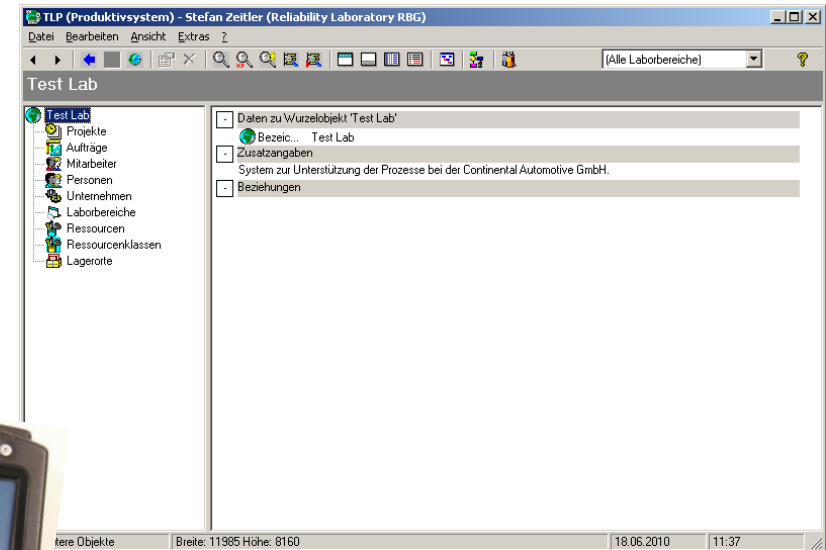 TLP (Produktivsystem) - Stefan Zeitler (Reliability Laboratory RBG)
Datei Bearbeiten Ansicht Extras ?
(Alle Laborbereiche)
Test Lab
Test Lab
Projekte
Aufträge
Mitarbeiter
Personen
Unternehmen
Laborbereiche
Ressourcen
Ressourcenklassen
Lagerorte
Daten zu Wurzelobjekt 'Test Lab'
Bezeic... Test Lab
Zusatzangaben
System zur Unterstützung der Prozesse bei der Continental Automotive GmbH.
Beziehungen
Objekte Breite: 11985 Höhe: 8160 18.06.2010 11:37